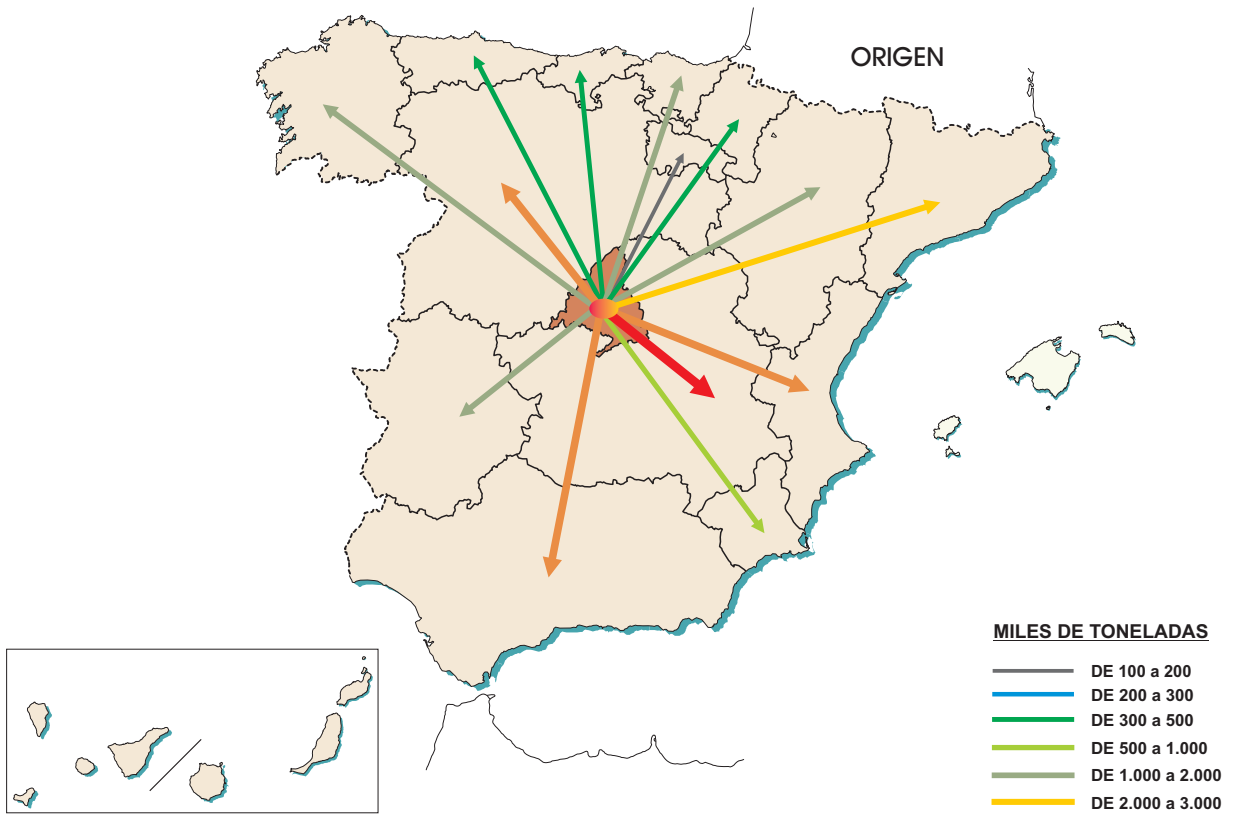 ORIGEN
MILES DE TONELADAS
DE 100 a 200
DE 200 a 300
DE 300 a 500
DE 500 a 1.000
DE 1.000 a 2.000
DE 2.000 a 3.000